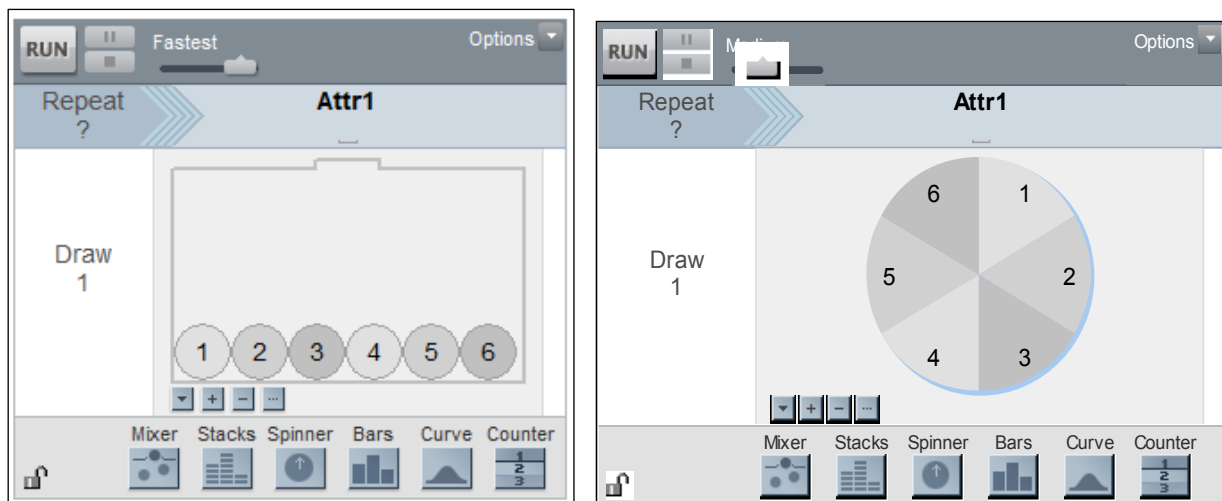 RUN Fastest Options
Repeat
?
Attr1
Draw
1
1 2 3 4 5 6
Mixer Stacks Spinner Bars Curve Counter
1
2
3
RUN Options
Repeat
?
Attr1
Draw
1
6 1
5 2
4 3
Mixer Stacks Spinner Bars Curve Counter
1
2
3